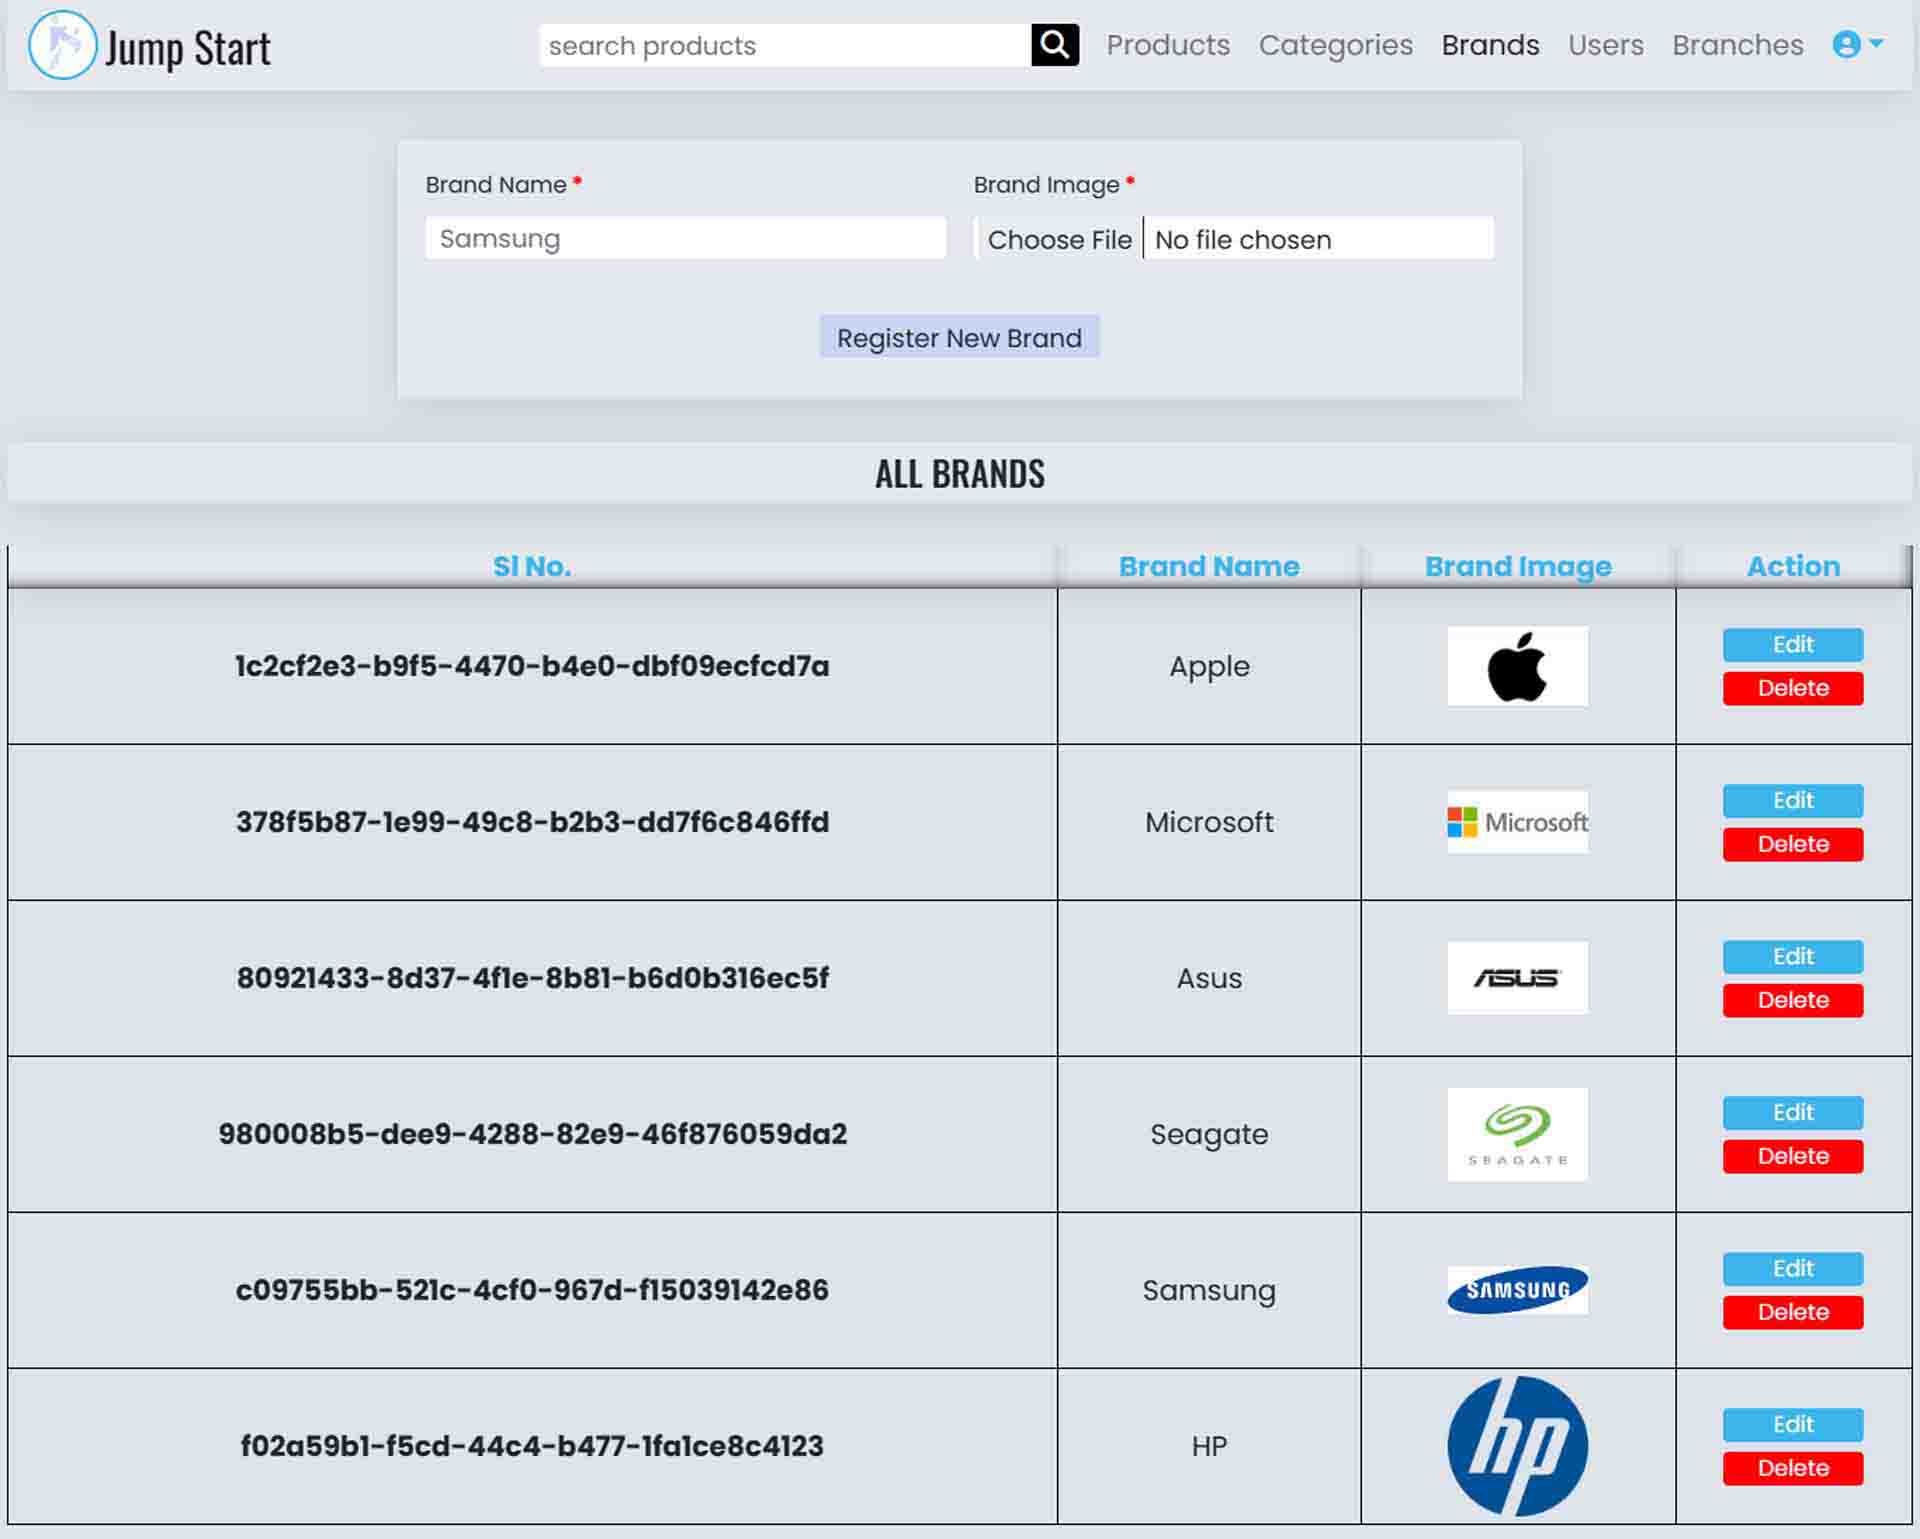 Jump Start
search products
Products Categories Brands Users Branches
Brand Name * Brand Image *
Samsung Choose File No file chosen
Register New Brand
ALL BRANDS
Sl No. Brand Name Brand Image Action
1c2cf2e3-b9f5-4470-b4e0-dbf09ecfcd7a Apple Edit
Delete
378f5b87-1e99-49c8-b2b3-dd7f6c846ffd Microsoft Microsoft Edit
Delete
80921433-8d37-4f1e-8b81-b6d0b316ec5f Asus ASUS Edit
Delete
980008b5-dee9-4288-82e9-46f876059da2 Seagate SEAGATE Edit
Delete
c09755bb-521c-4cf0-967d-f15039142e86 Samsung SAMSUNG Edit
Delete
f02a59b1-f5cd-44c4-b477-1fa1ce8c4123 HP hp Edit
Delete